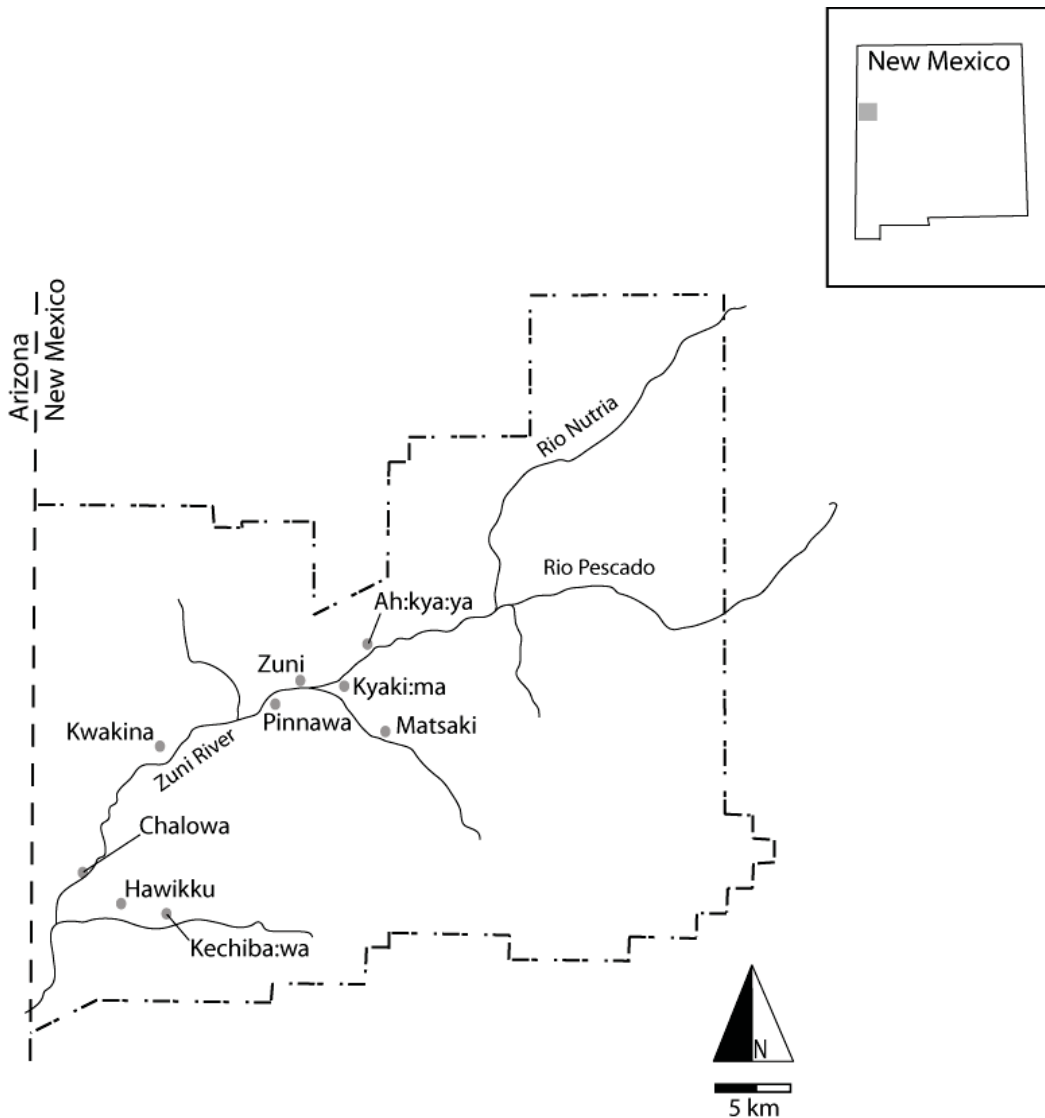 New Mexico
Arizona
New Mexico
Rio Nutria
Rio Pescado
Ah:kya:ya
Zuni
Kyaki:ma
Pinnawa
Matsaki
Kwakina
Zuni River
Chalowa
Hawikku
Kechiba:wa
N
5 km